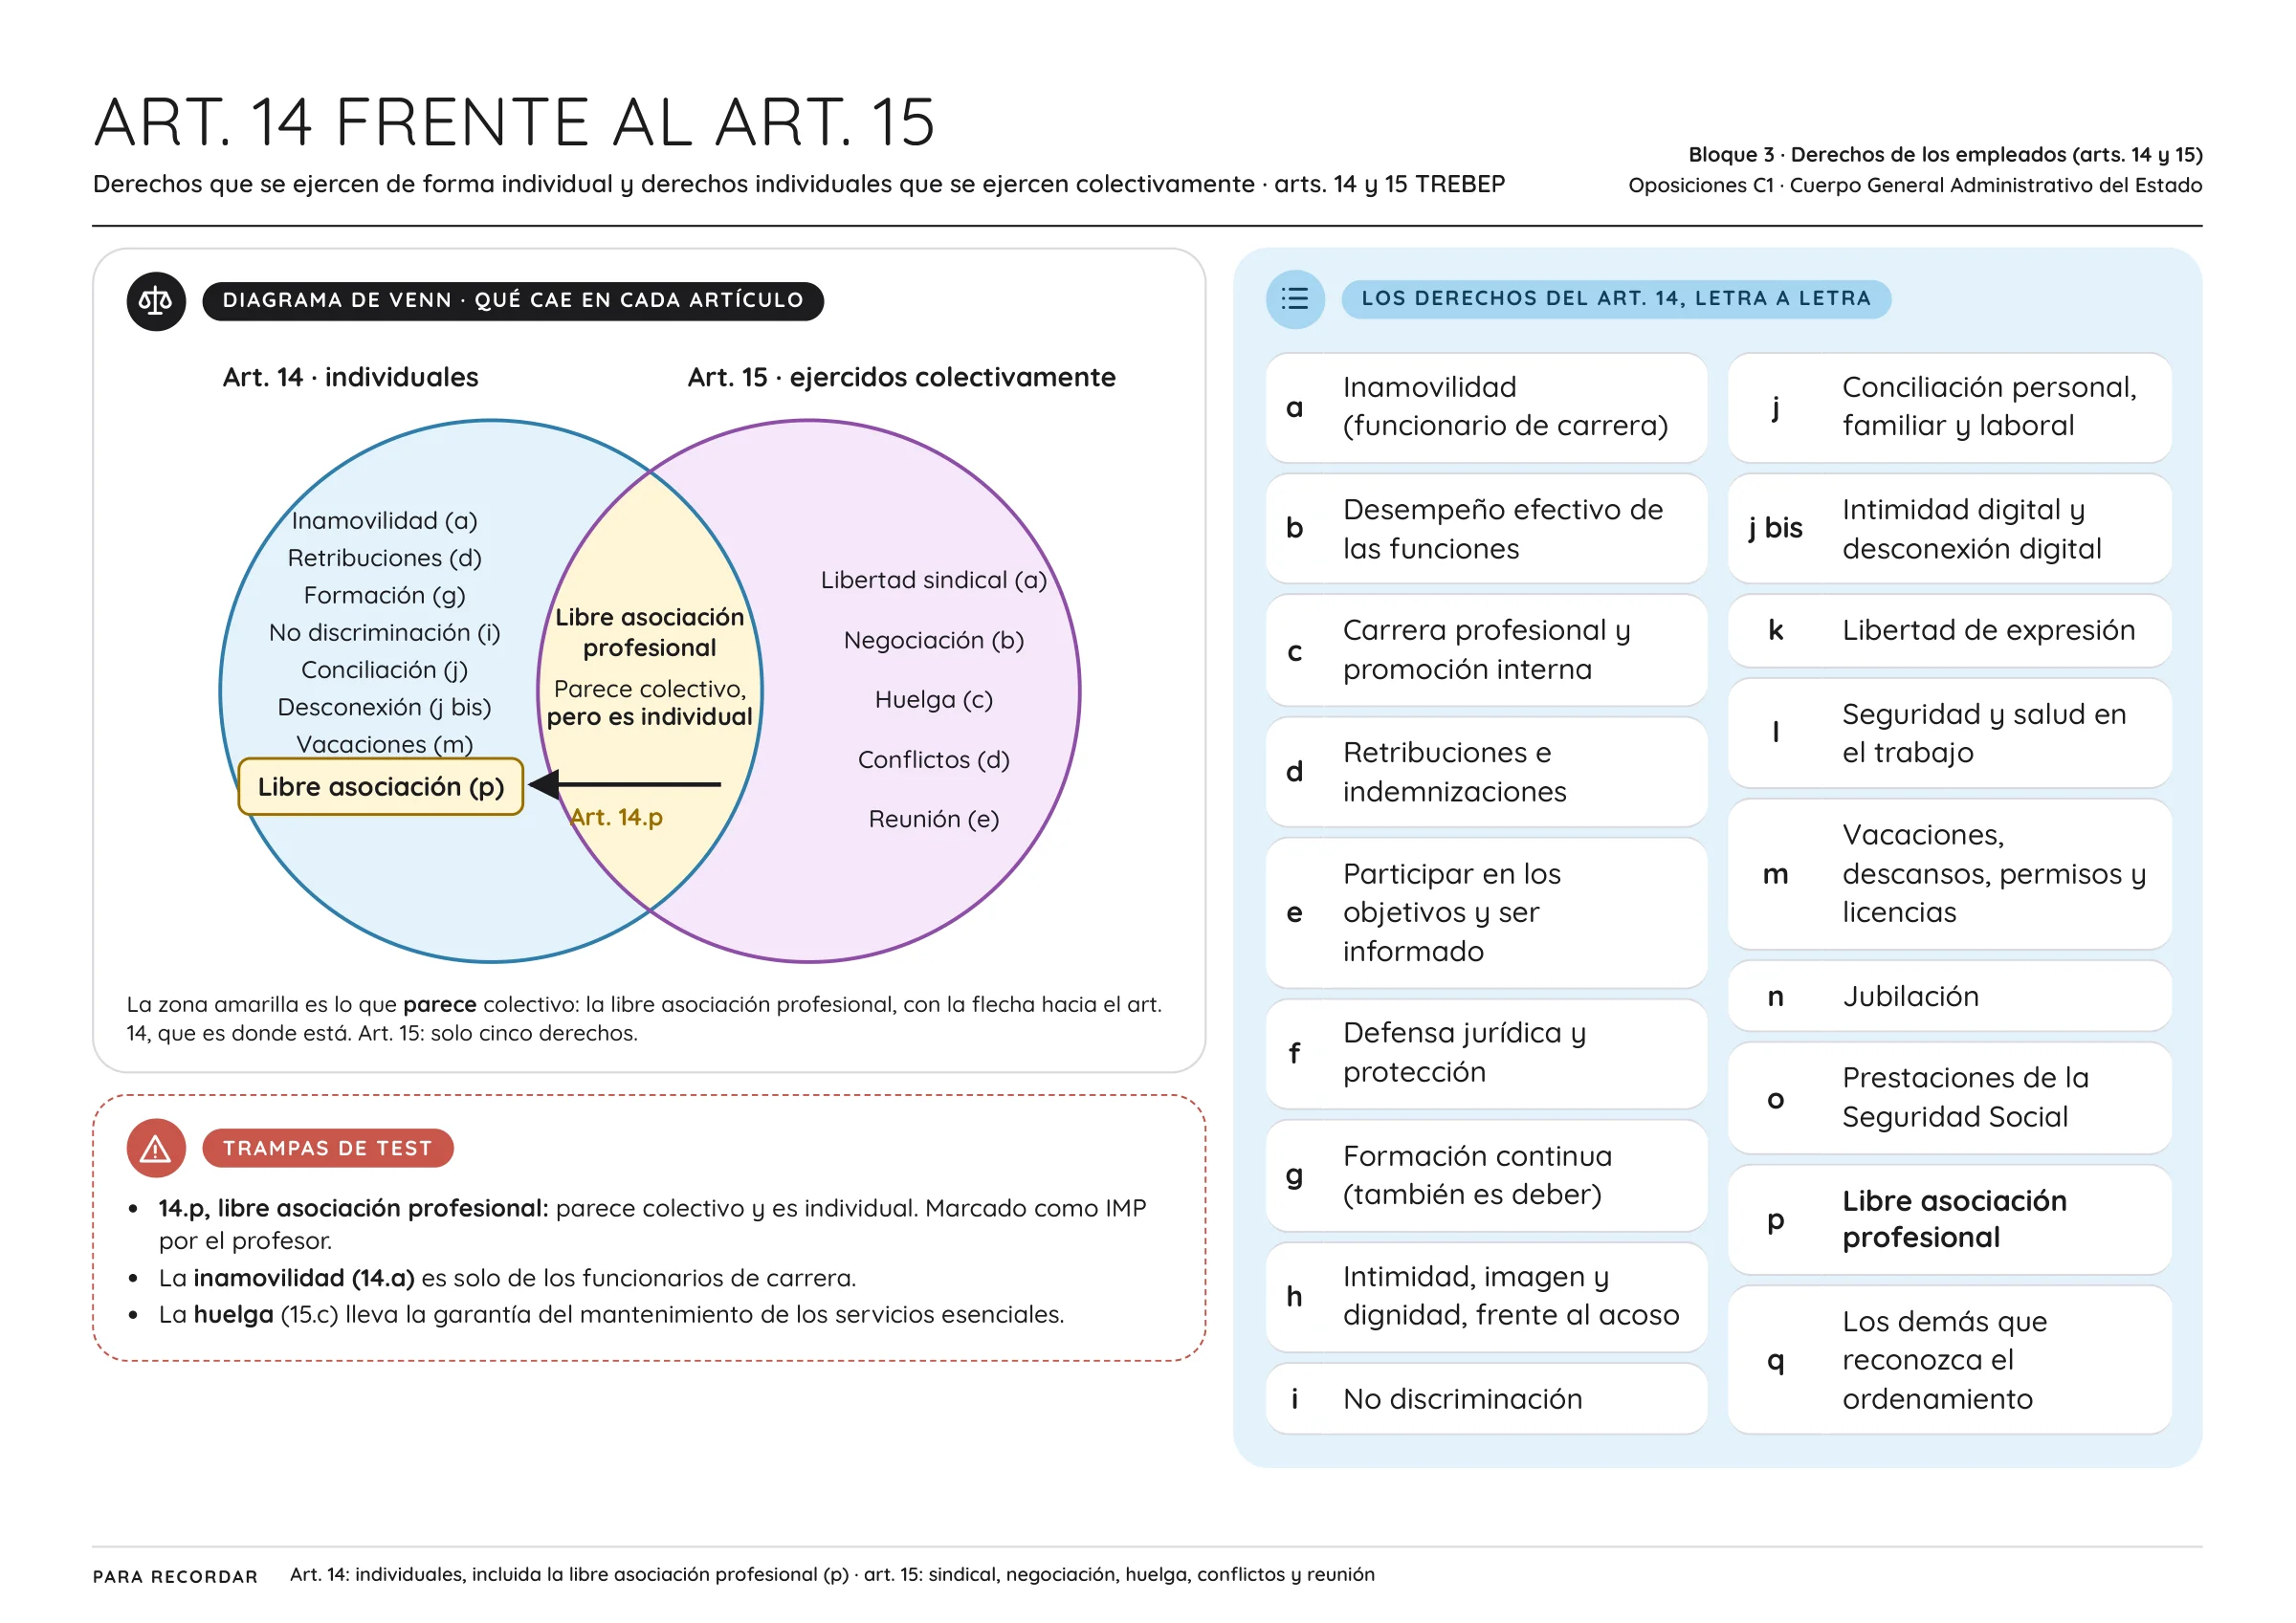 ART. 14 FRENTE AL ART. 15
Derechos que se ejercen de forma individual y derechos individuales que se ejercen colectivamente · arts. 14 y 15 TREBEP
Bloque 3 · Derechos de los empleados (arts. 14 y 15)
Oposiciones C1 · Cuerpo General Administrativo del Estado
DIAGRAMA DE VENN · QUÉ CAE EN CADA ARTÍCULO
Art. 14 · individuales
Art. 15 · ejercidos colectivamente
Inamovilidad (a)
Retribuciones (d)
Formación (g)
No discriminación (i)
Conciliación (j)
Desconexión (j bis)
Vacaciones (m)
Libre asociación (p)
Libre asociación
profesional
Parece colectivo,
pero es individual
Art. 14.p
Libertad sindical (a)
Negociación (b)
Huelga (c)
Conflictos (d)
Reunión (e)
La zona amarilla es lo que parece colectivo: la libre asociación profesional, con la flecha hacia el art.
14, que es donde está. Art. 15: solo cinco derechos.
TRAMPAS DE TEST
• 14.p, libre asociación profesional: parece colectivo y es individual. Marcado como IMP
por el profesor.
• La inamovilidad (14.a) es solo de los funcionarios de carrera.
• La huelga (15.c) lleva la garantía del mantenimiento de los servicios esenciales.
LOS DERECHOS DEL ART. 14, LETRA A LETRA
a Inamovilidad
(funcionario de carrera)
b Desempeño efectivo de
las funciones
c Carrera profesional y
promoción interna
d Retribuciones e
indemnizaciones
e Participar en los
objetivos y ser
informado
f Defensa jurídica y
protección
g Formación continua
(también es deber)
h Intimidad, imagen y
dignidad, frente al acoso
i No discriminación
j Conciliación personal,
familiar y laboral
j bis Intimidad digital y
desconexión digital
k Libertad de expresión
l Seguridad y salud en
el trabajo
m Vacaciones,
descansos, permisos y
licencias
n Jubilación
o Prestaciones de la
Seguridad Social
p Libre asociación
profesional
q Los demás que
reconozca el
ordenamiento
PARA RECORDAR Art. 14: individuales, incluida la libre asociación profesional (p) · art. 15: sindical, negociación, huelga, conflictos y reunión